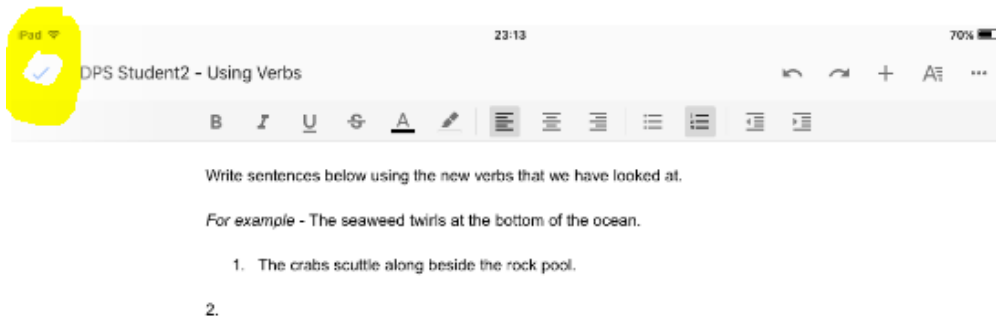 iPad 23:13 70%
DPS Student2 - Using Verbs
B I U S A
Write sentences below using the new verbs that we have looked at.
For example - The seaweed twirls at the bottom of the ocean.
1. The crabs scuttle along beside the rock pool.
2.